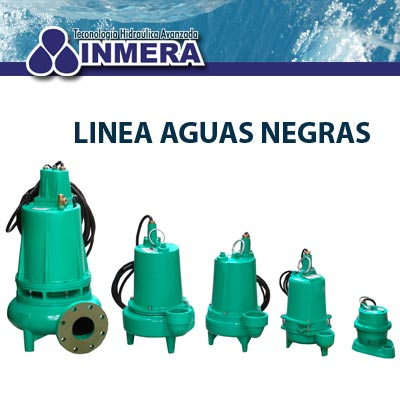 Tecnología Hidráulica Avanzada
INMERA
LINEA AGUAS NEGRAS